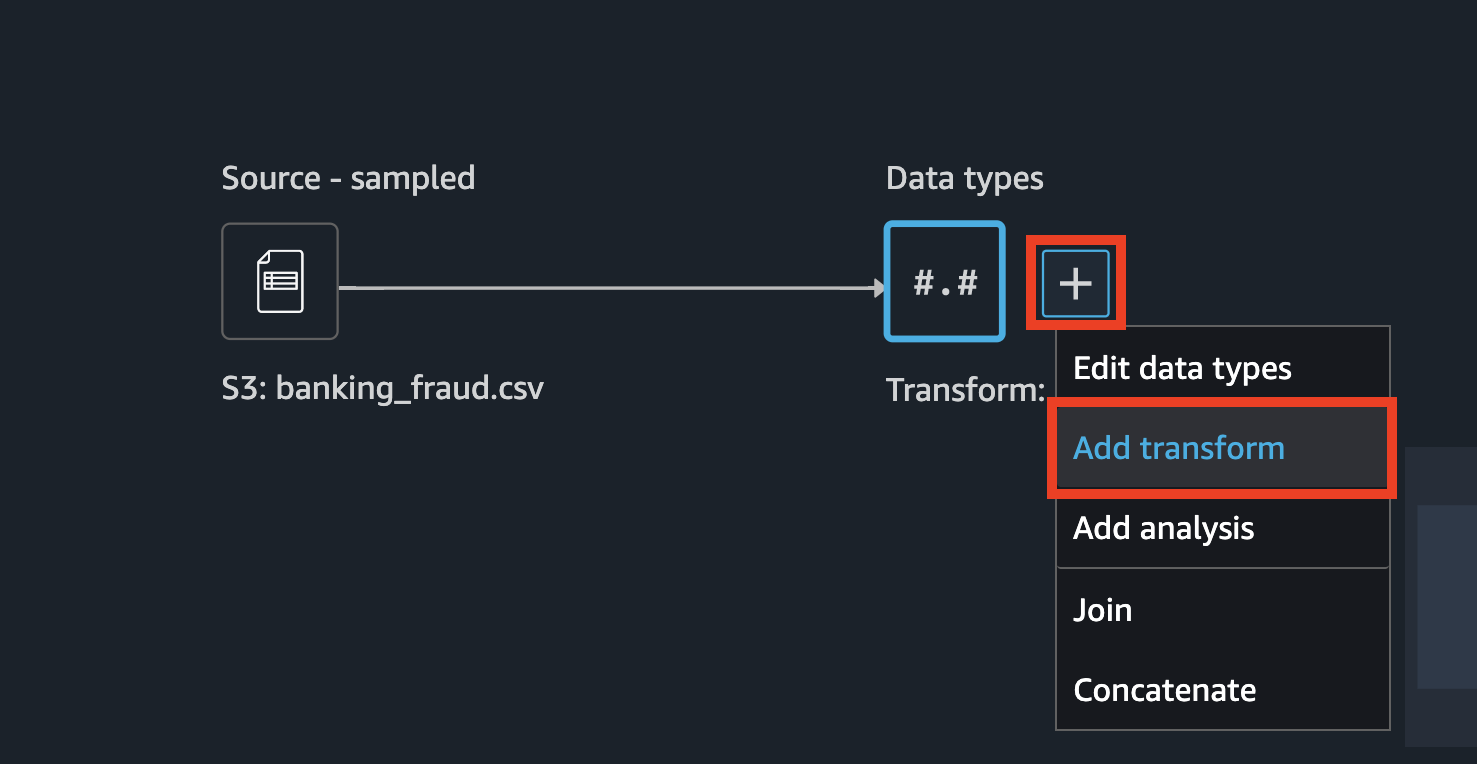 Source - sampled
Data types
#.#
+
S3: banking_fraud.csv
Transform:
Edit data types
Add transform
Add analysis
Join
Concatenate